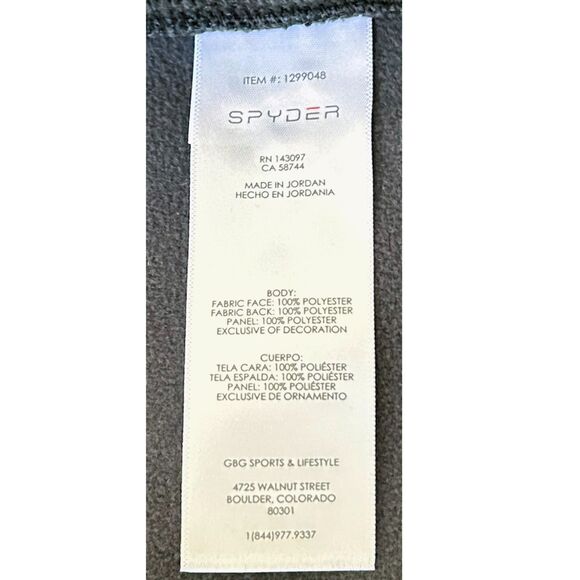 ITEM #: 1299048
SPYDER
RN 143097
CA 58744
MADE IN JORDAN
HECHO EN JORDANIA
BODY:
FABRIC FACE: 100% POLYESTER
FABRIC BACK: 100% POLYESTER
PANEL: 100% POLYESTER
EXCLUSIVE OF DECORATION
CUERPO:
TELA CARA: 100% POLIÉSTER
TELA ESPALDA: 100% POLIÉSTER
PANEL: 100% POLIÉSTER
EXCLUSIVE DE ORNAMENTO
GBG SPORTS & LIFESTYLE
4725 WALNUT STREET
BOULDER, COLORADO
80301
1(844)977.9337